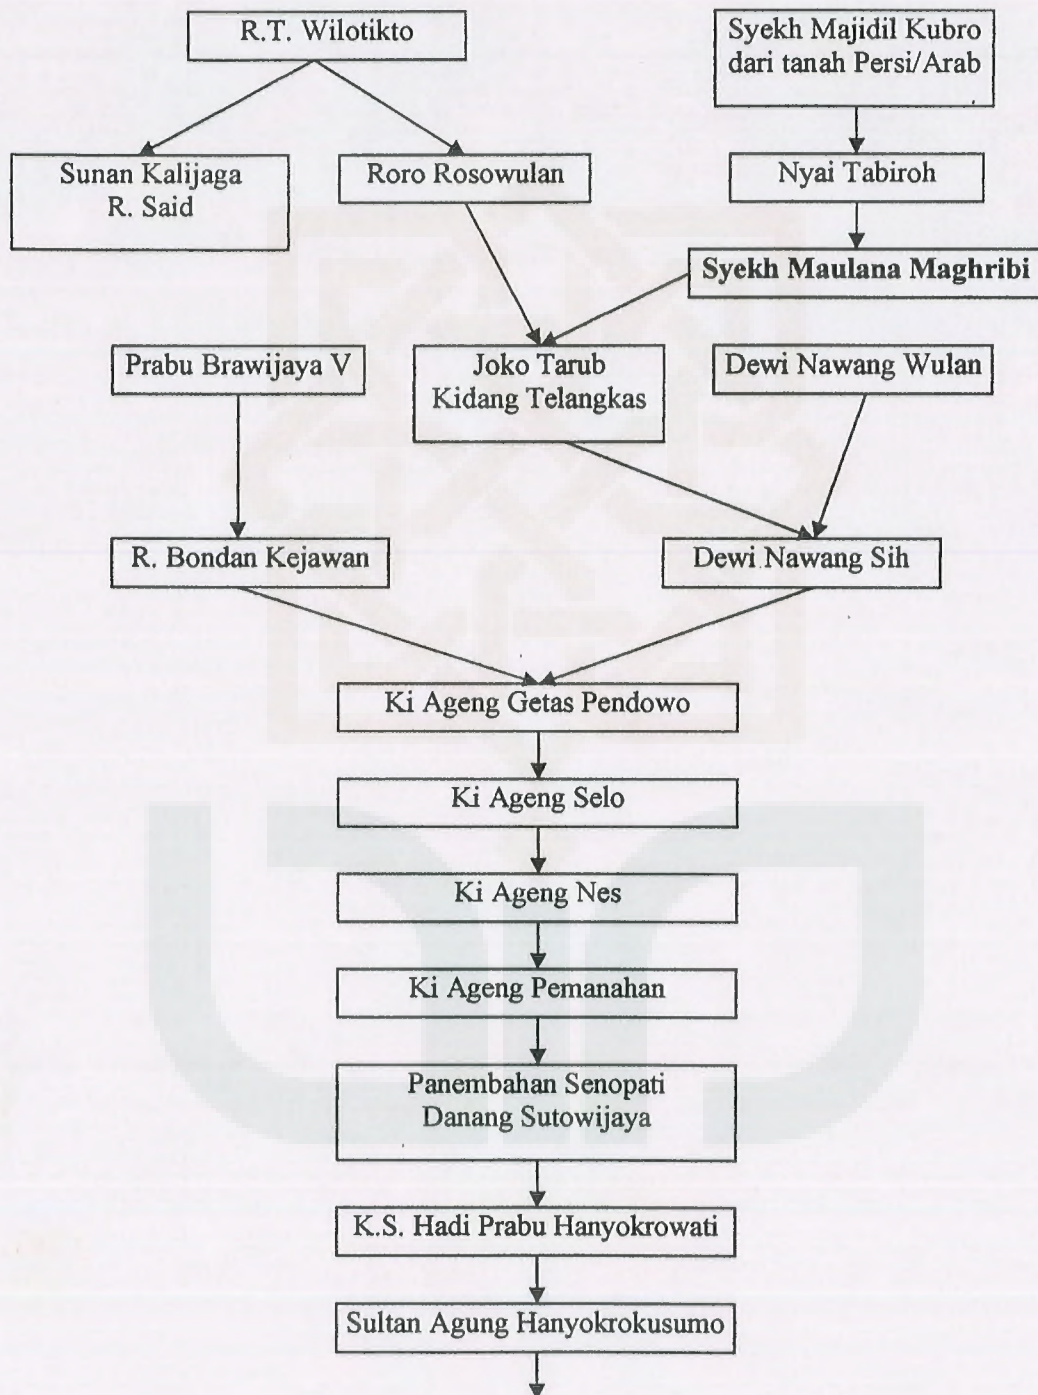 R.T. Wilotikto
Syekh Majidil Kubro
dari tanah Persi/Arab
Sunan Kalijaga
R. Said
Roro Rosowulan
Nyai Tabiroh
Syekh Maulana Maghribi
Prabu Brawijaya V
Joko Tarub
Kidang Telangkas
Dewi Nawang Wulan
R. Bondan Kejawan
Dewi Nawang Sih
Ki Ageng Getas Pendowo
Ki Ageng Selo
Ki Ageng Nes
Ki Ageng Pemanahan
Panembahan Senopati
Danang Sutowijaya
K.S. Hadi Prabu Hanyokrowati
Sultan Agung Hanyokrokusumo